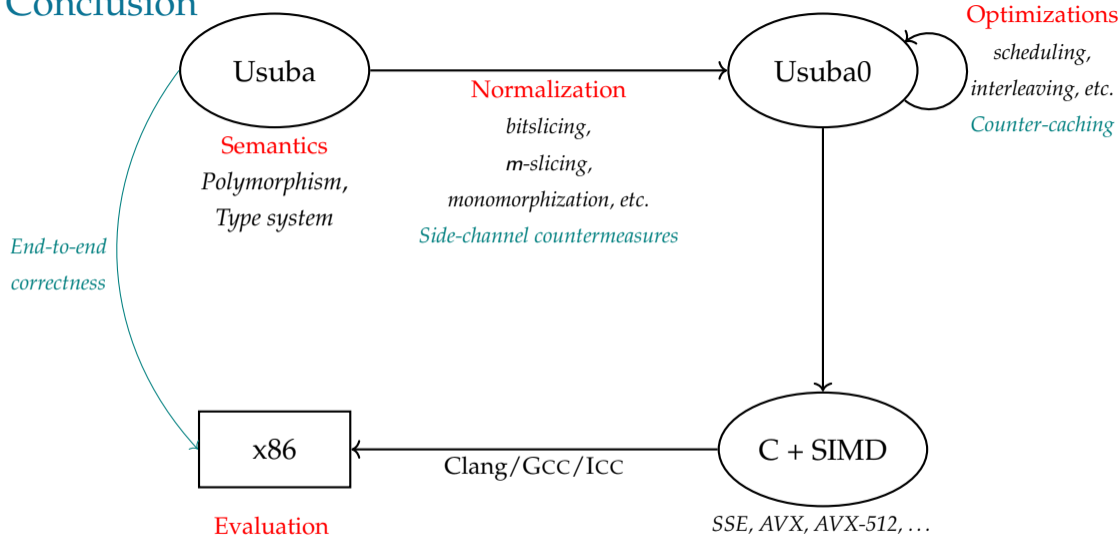 Conclusion
Usuba
Semantics
Polymorphism,
Type system
Normalization
bitslicing,
m-slicing,
monomorphization, etc.
Side-channel countermeasures
Usuba0
Optimizations
scheduling,
interleaving, etc.
Counter-caching
End-to-end
correctness
x86
Evaluation
Clang/GCC/ICC
C + SIMD
SSE, AVX, AVX-512, ...